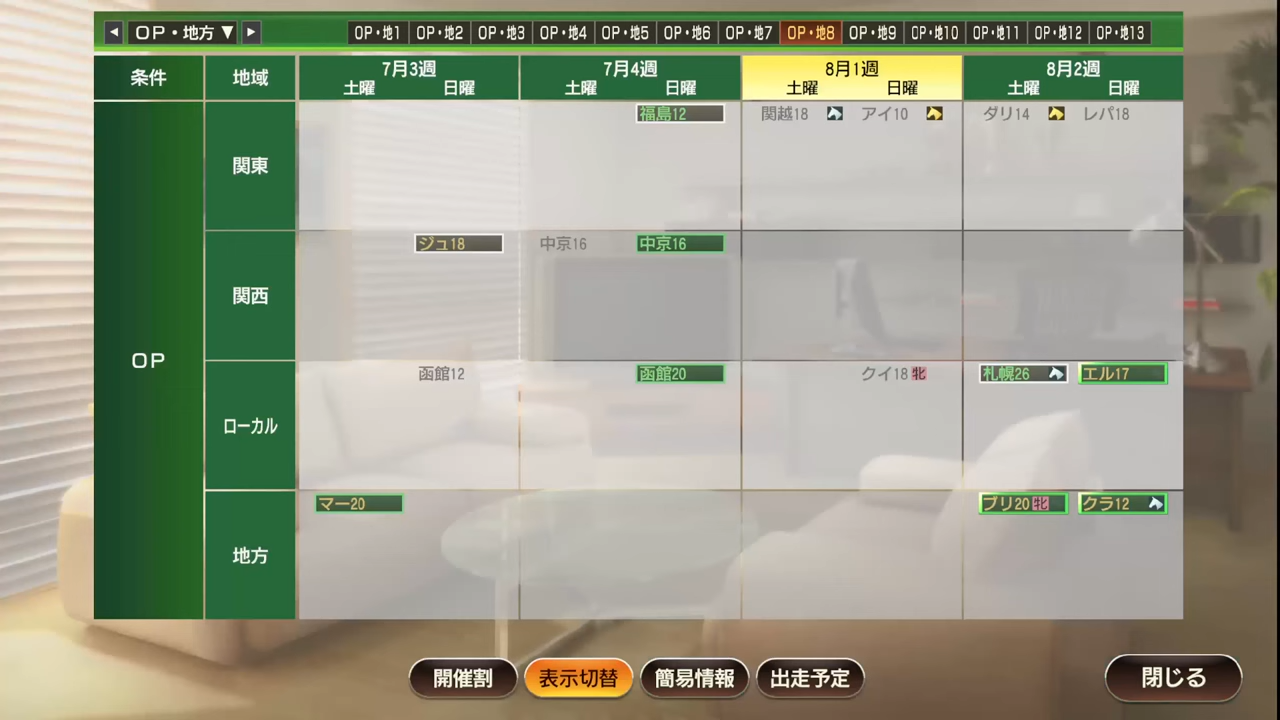 ◀ OP・地方▼ ▶ OP・地1 OP・地2 OP・地3 OP・地4 OP・地5 OP・地6 OP・地7 OP・地8 OP・地9 OP・地10 OP・地11 OP・地12 OP・地13
条件 地域 7月3週 7月4週 8月1週 8月2週
土曜 日曜 土曜 日曜 土曜 日曜 土曜 日曜
OP
関東 福島12 関越18 アイ10 ダリ14 レパ18
関西 ジュ18 中京16 中京16
ローカル 函館12 函館20 クイ18 牝 札幌26 エル17
地方 マー20 ブリ20 牝 クラ12
開催割 表示切替 簡易情報 出走予定 閉じる